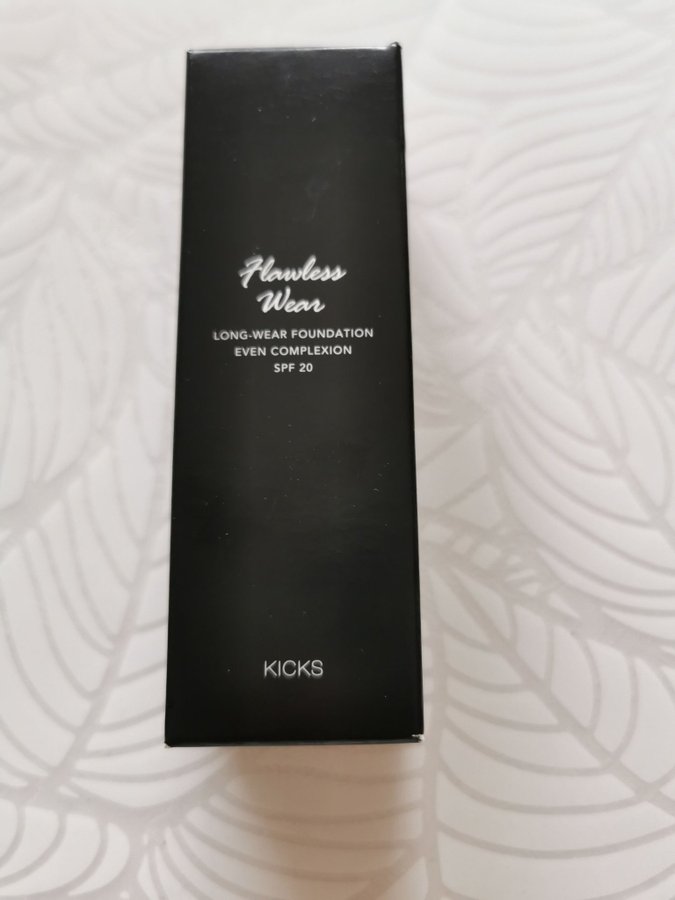 Flawless
Wear
LONG-WEAR FOUNDATION
EVEN COMPLEXION
SPF 20
KICKS